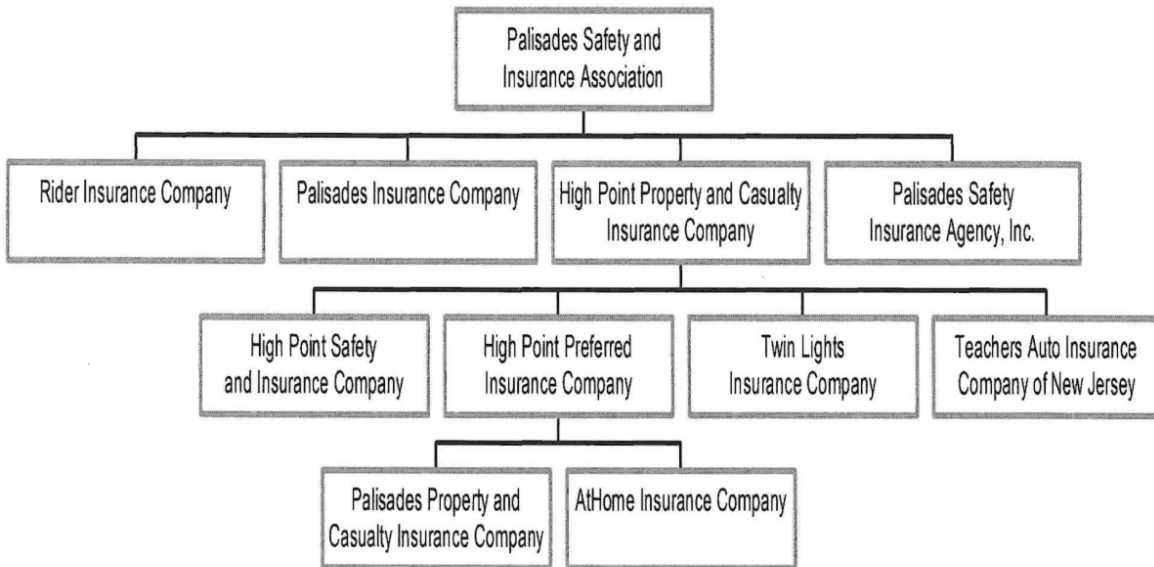 Palisades Safety and
Insurance Association
Rider Insurance Company
Palisades Insurance Company
High Point Property and Casualty
Insurance Company
Palisades Safety
Insurance Agency, Inc.
High Point Safety
and Insurance Company
High Point Preferred
Insurance Company
Twin Lights
Insurance Company
Teachers Auto Insurance
Company of New Jersey
Palisades Property and
Casualty Insurance Company
AtHome Insurance Company